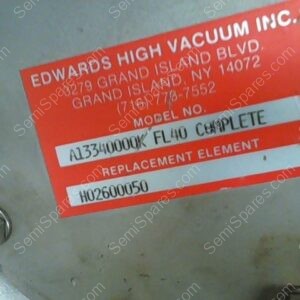 EDWARDS HIGH VACUUM INC.
3279 GRAND ISLAND BLVD.
GRAND ISLAND, NY 14072
(716)-773-7552
MODEL NO.
A1334000K FL40 COMPLETE
REPLACEMENT ELEMENT
H02600050
SemiSpares.com